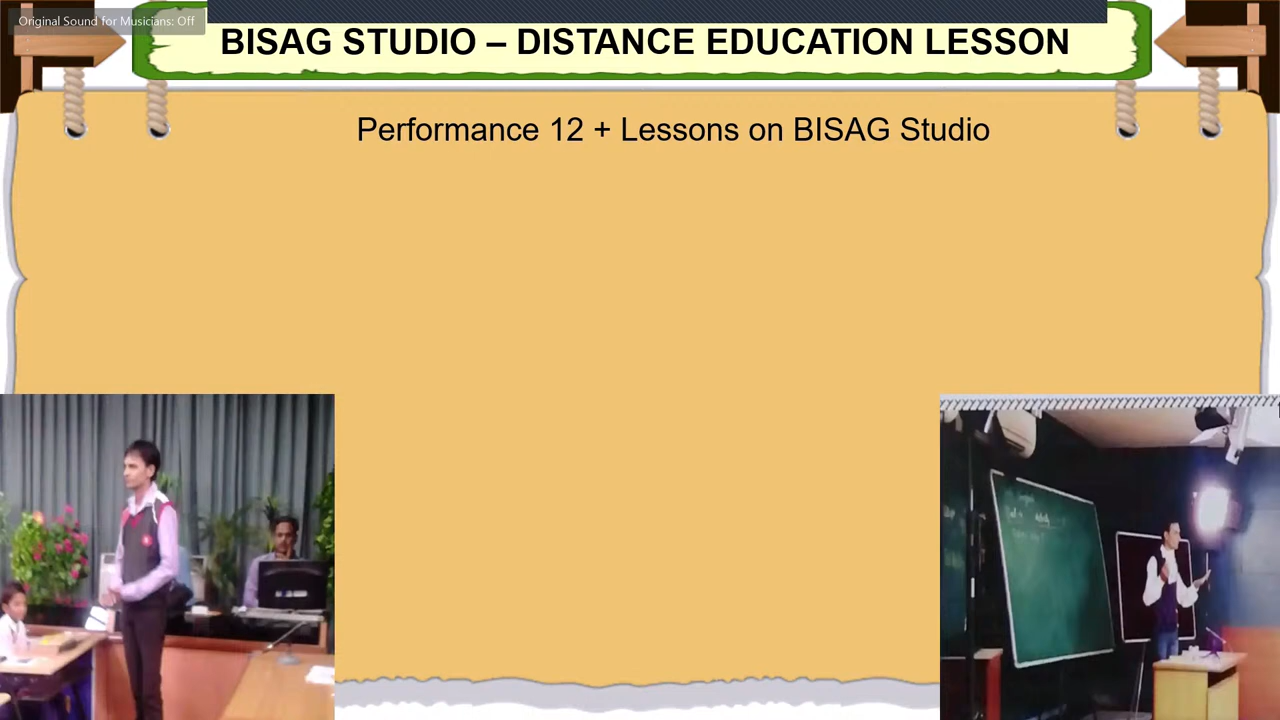 Original Sound for Musicians: Off
BISAG STUDIO – DISTANCE EDUCATION LESSON
Performance 12 + Lessons on BISAG Studio